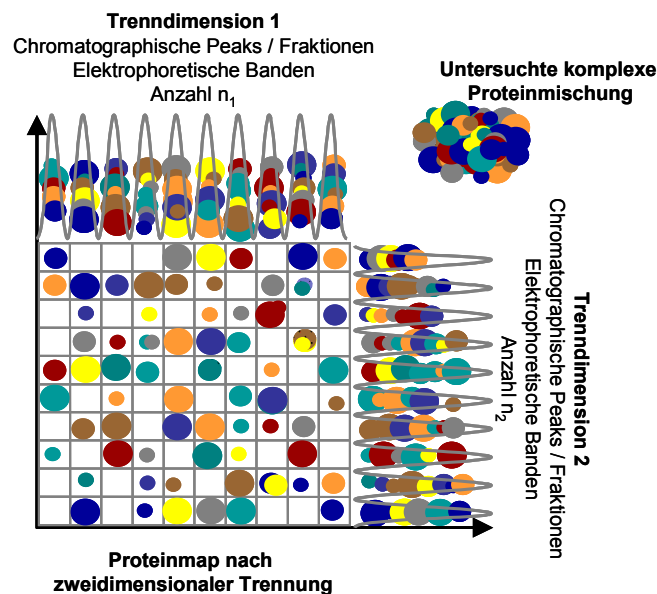 Trenndimension 1
Chromatographische Peaks / Fraktionen
Elektrophoretische Banden
Anzahl n1
Untersuchte komplexe
Proteinmischung
Trenndimension 2
Chromatographische Peaks / Fraktionen
Elektrophoretische Banden
Anzahl n2
Proteinmap nach
zweidimensionaler Trennung